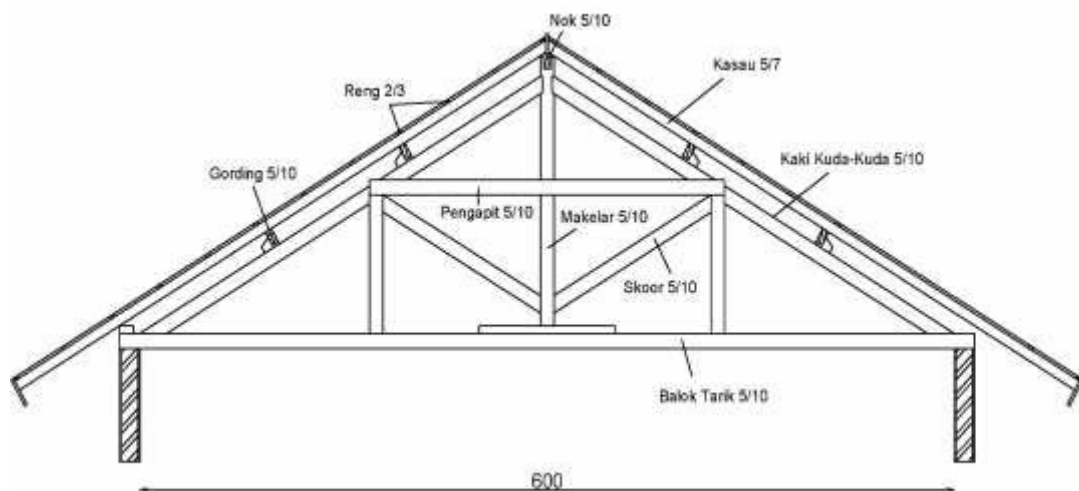 Nok 5/10
Kasau 5/7
Reng 2/3
Kaki Kuda-Kuda 5/10
Gording 5/10
Pengapit 5/10
Makelar 5/10
Skoor 5/10
Balok Tarik 5/10
600